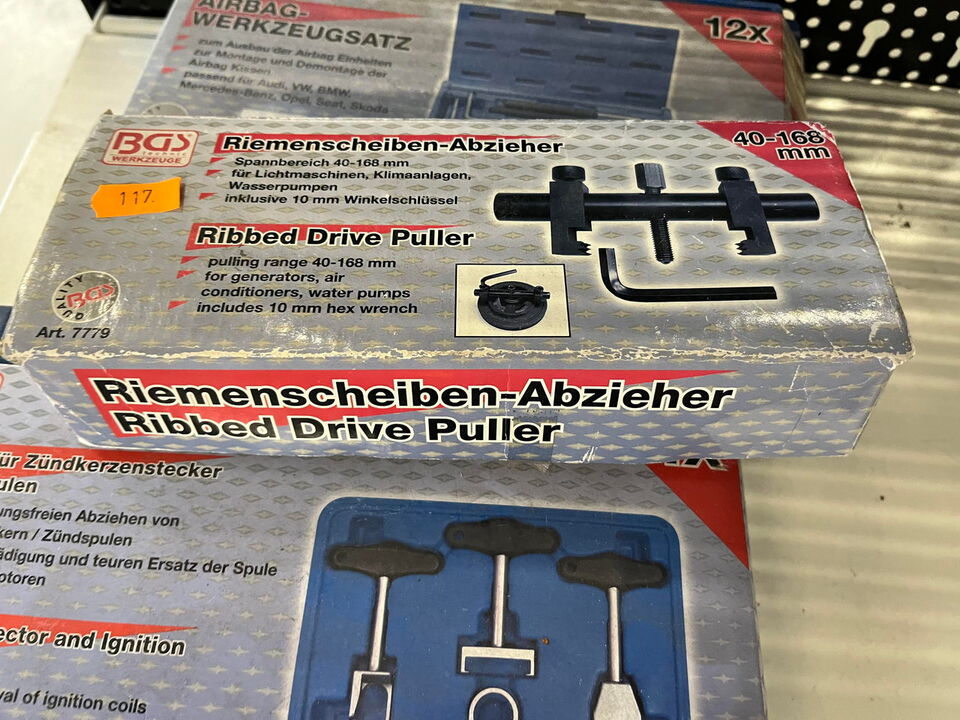 AIRBAG-
WERKZEUGSATZ
zum Ausbau der Airbag Einheiten
zur Montage und Demontage der
Airbag Kissen
passend für Audi, VW, BMW,
Mercedes-Benz, Opel, Seat, Skoda
12x
BGS
technic
WERKZEUGE
117.
Riemenscheiben-Abzieher
Spannbereich 40-168 mm
für Lichtmaschinen, Klimaanlagen,
Wasserpumpen
inklusive 10 mm Winkelschlüssel
40-168
mm
Ribbed Drive Puller
pulling range 40-168 mm
for generators, air
conditioners, water pumps
includes 10 mm hex wrench
QUALITY
BGS
Art. 7779
Riemenscheiben-Abzieher
Ribbed Drive Puller
für Zündkerzenstecker
ulen
ungsfreien Abziehen von
kern / Zündspulen
ädigung und teuren Ersatz der Spule
otoren
ector and Ignition
val of ignition coils